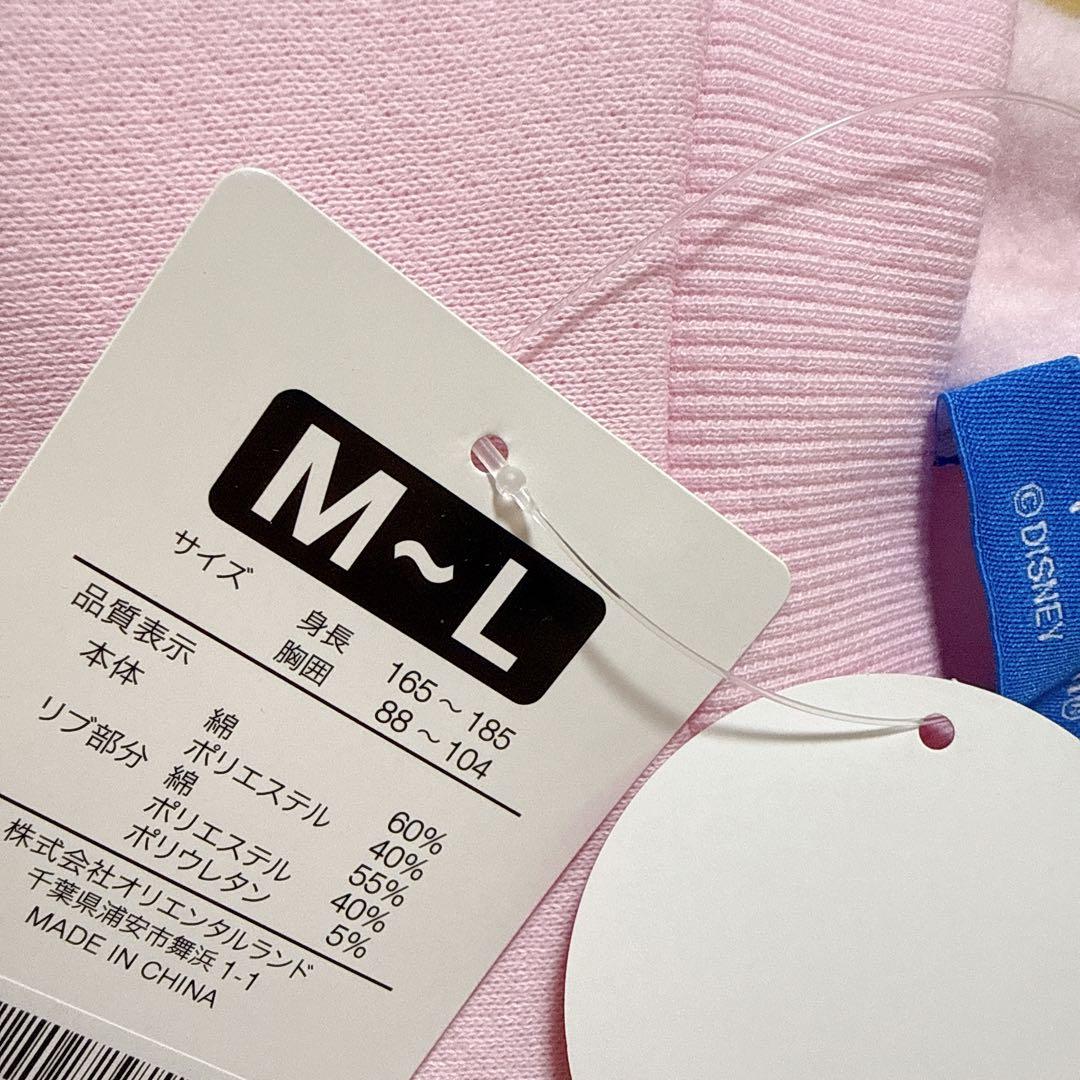 M~L
サイズ 身長 165~185
胸囲 88~104
品質表示
本体 綿 60%
ポリエステル 40%
リブ部分 綿 55%
ポリエステル 40%
ポリウレタン 5%
株式会社オリエンタルランド
千葉県浦安市舞浜1-1
MADE IN CHINA
© DISNEY